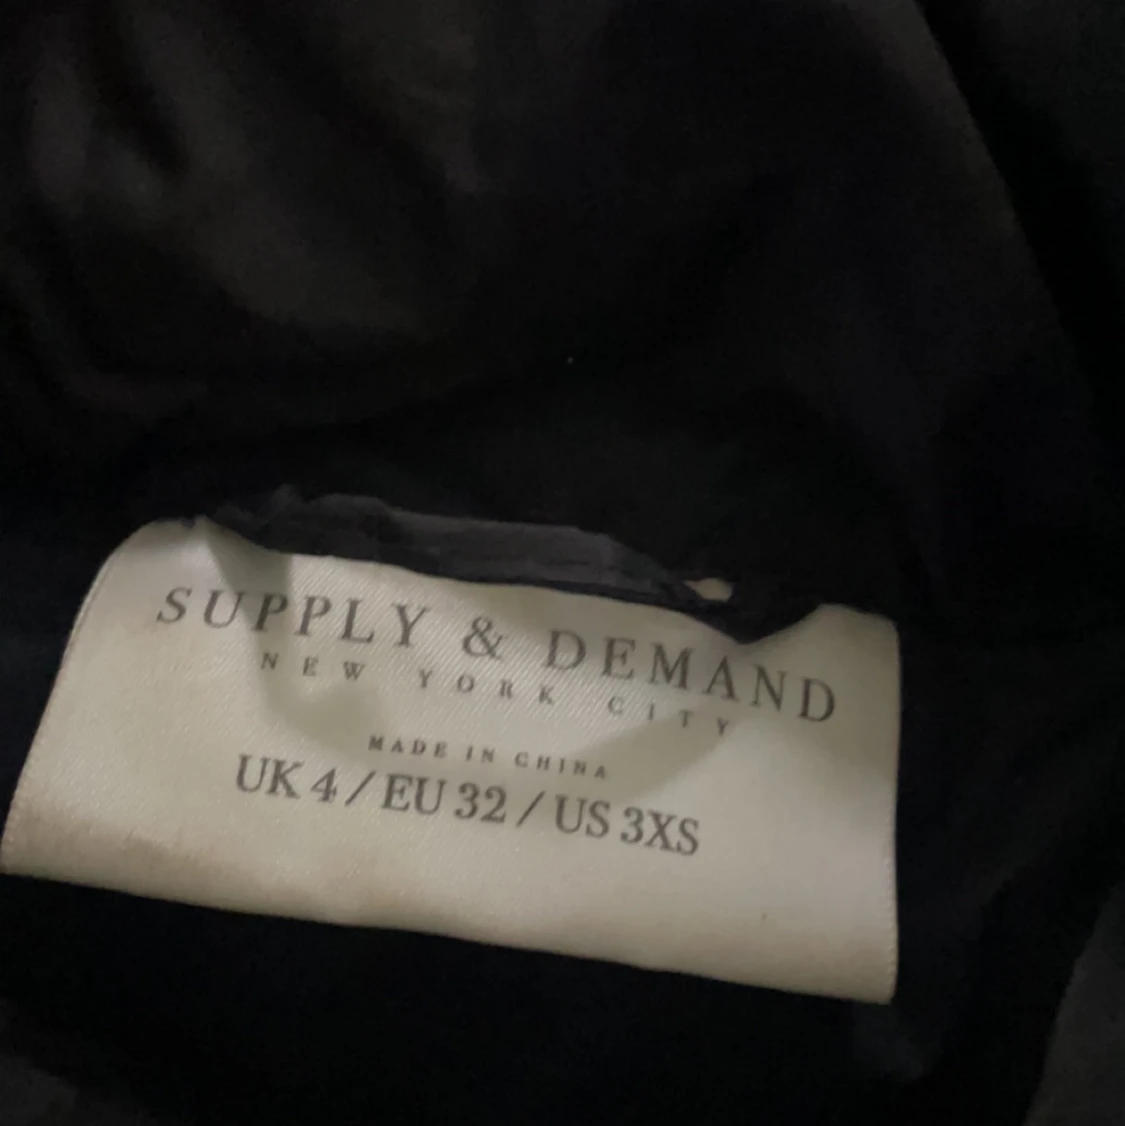 SUPPLY & DEMAND
NEW YORK CITY
MADE IN CHINA
UK 4 / EU 32 / US 3XS